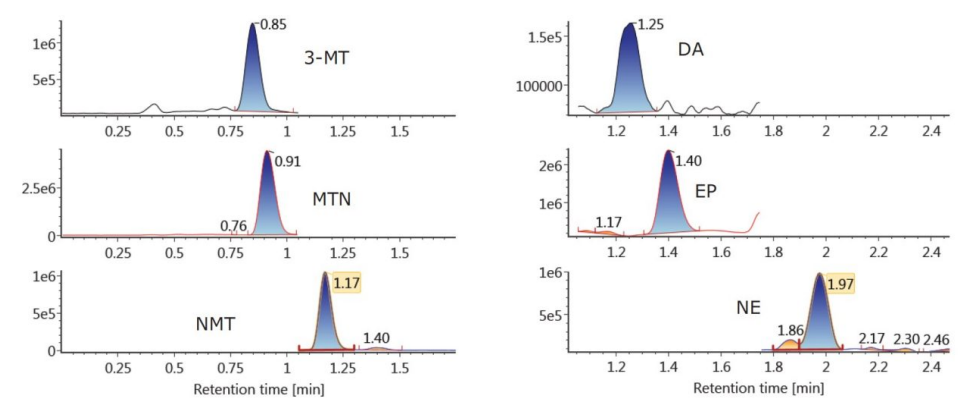 1e6
5e5
0.85
3-MT
0.25 0.5 0.75 1 1.25 1.5
2.5e6
0
0.76
0.91
MTN
0.25 0.5 0.75 1 1.25 1.5
1e6
5e5
0
NMT
1.17
1.40
0.25 0.5 0.75 1 1.25 1.5
Retention time [min]
1.5e5
100000
1.25
DA
1.2 1.4 1.6 1.8 2 2.2 2.4
2e6
1e6
1.17
1.40
EP
1.2 1.4 1.6 1.8 2 2.2 2.4
1e6
5e5
0
NE
1.86
1.97
2.17 2.30 2.46
1.2 1.4 1.6 1.8 2 2.2 2.4
Retention time [min]